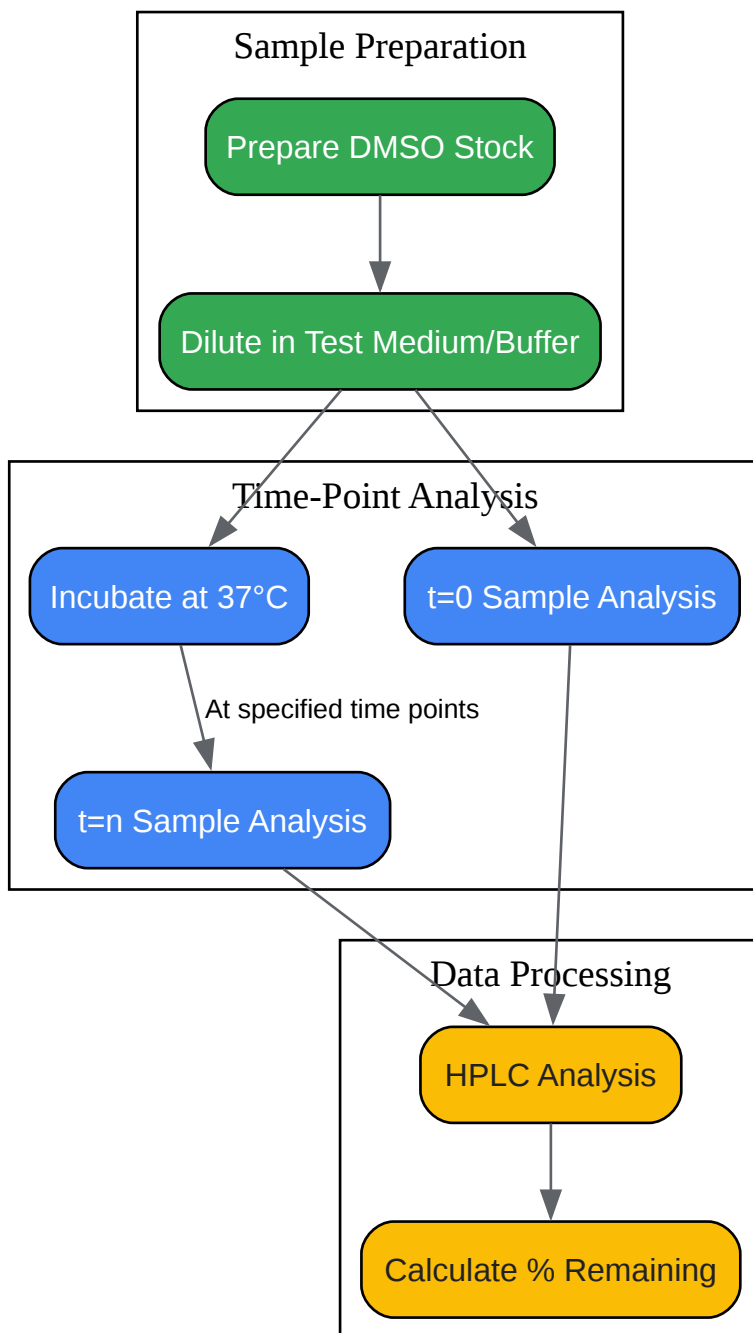 Sample Preparation
Prepare DMSO Stock
Dilute in Test Medium/Buffer
Time-Point Analysis
Incubate at 37°C
t=0 Sample Analysis
At specified time points
t=n Sample Analysis
Data Processing
HPLC Analysis
Calculate % Remaining